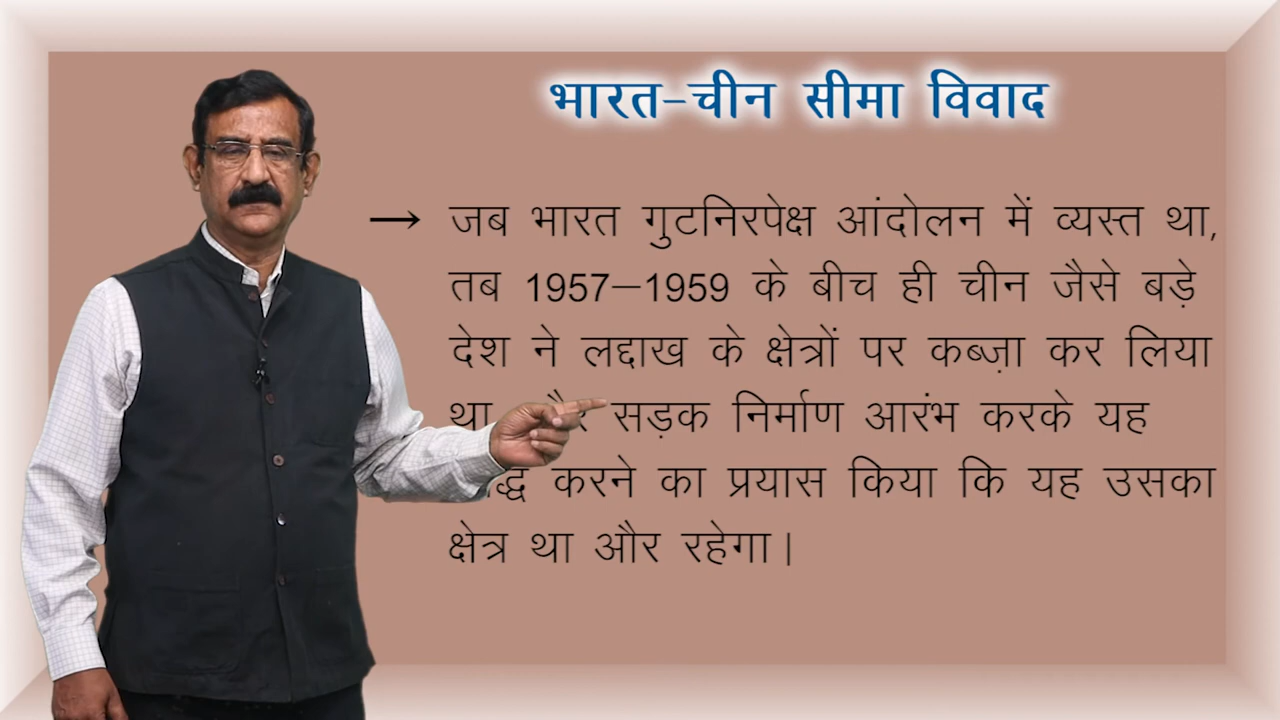 भारत-चीन सीमा विवाद
→ जब भारत गुटनिरपेक्ष आंदोलन में व्यस्त था,
तब 1957–1959 के बीच ही चीन जैसे बड़े
देश ने लद्दाख के क्षेत्रों पर कब्ज़ा कर लिया
था सड़क निर्माण आरंभ करके यह
करने का प्रयास किया कि यह उसका
क्षेत्र था और रहेगा।